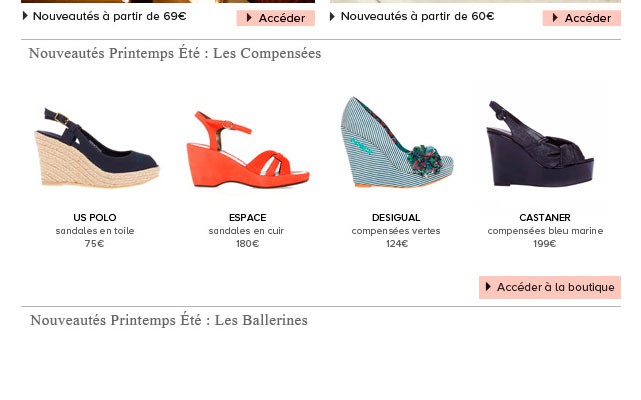 Nouveautés à partir de 69€
Accéder
Nouveautés à partir de 60€
Accéder
Nouveautés Printemps Été : Les Compensées
US POLO
sandales en toile
75€
ESPACE
sandales en cuir
180€
DESIGUAL
compensées vertes
124€
CASTANER
compensées bleu marine
199€
Accéder à la boutique
Nouveautés Printemps Été : Les Ballerines